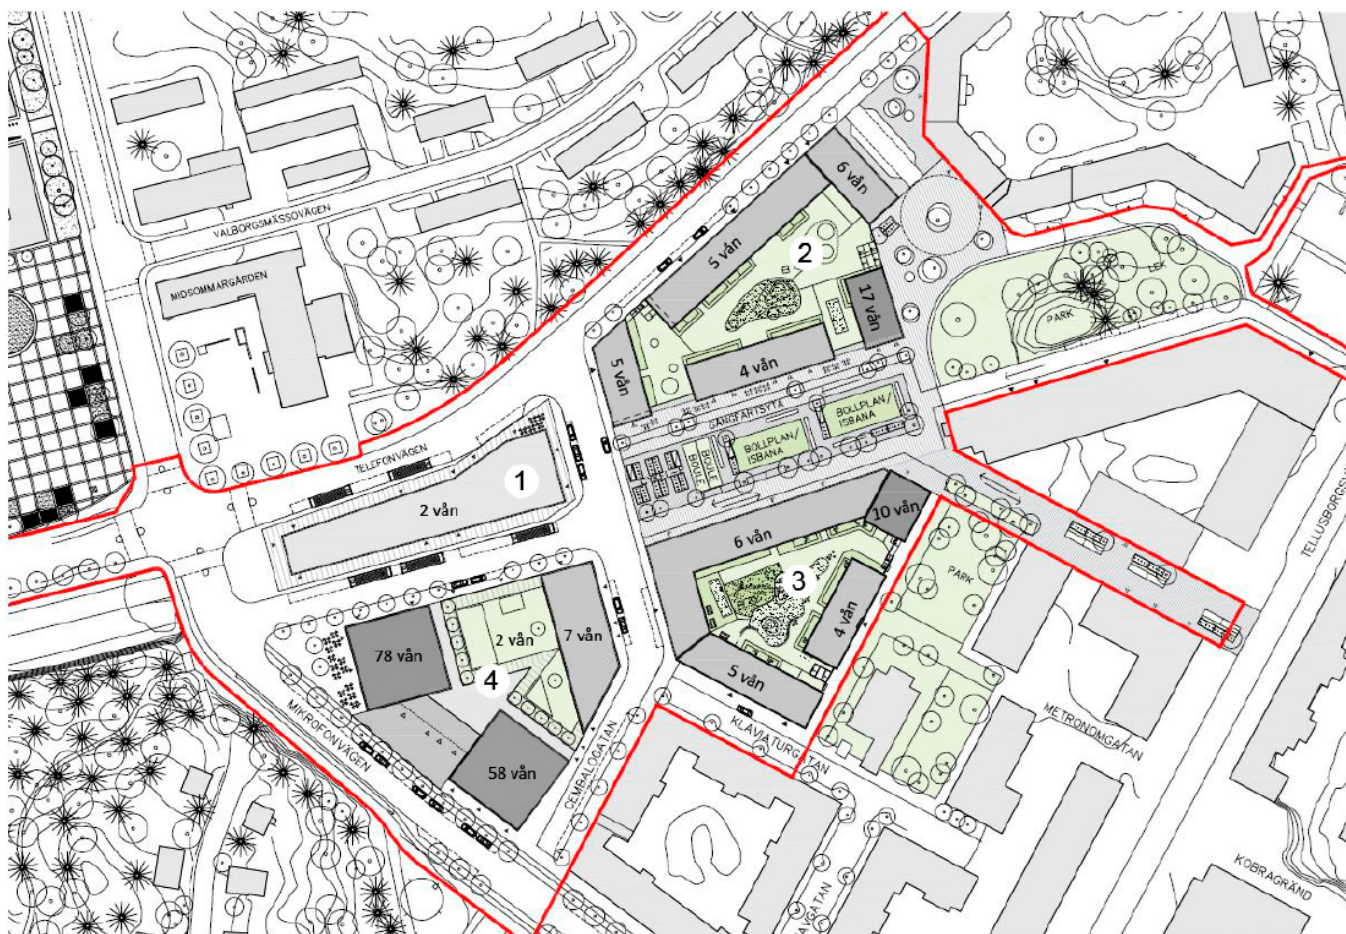 6 vån
VALBORGSMÄSSOVÄGEN
5 vån
2
LEK
MIDSOMMARGÅRDEN
17 vån
PARK
5 vån
4 vån
GÅNGFARTSYTA
BOLLPLAN/
ISBANA
BOLLPLAN/
ISBANA
BOULE
BOULE
TELEFONVÄGEN
1
2 vån
10 vån
6 vån
TELLUSBORGSV
3
PARK
4 vån
2 vån
7 vån
78 vån
4
5 vån
MIKROFONVÄGEN
KLAVIATURGATAN
METRONOMGATAN
58 vån
CEMBALOGATAN
KOBRAGRÄND